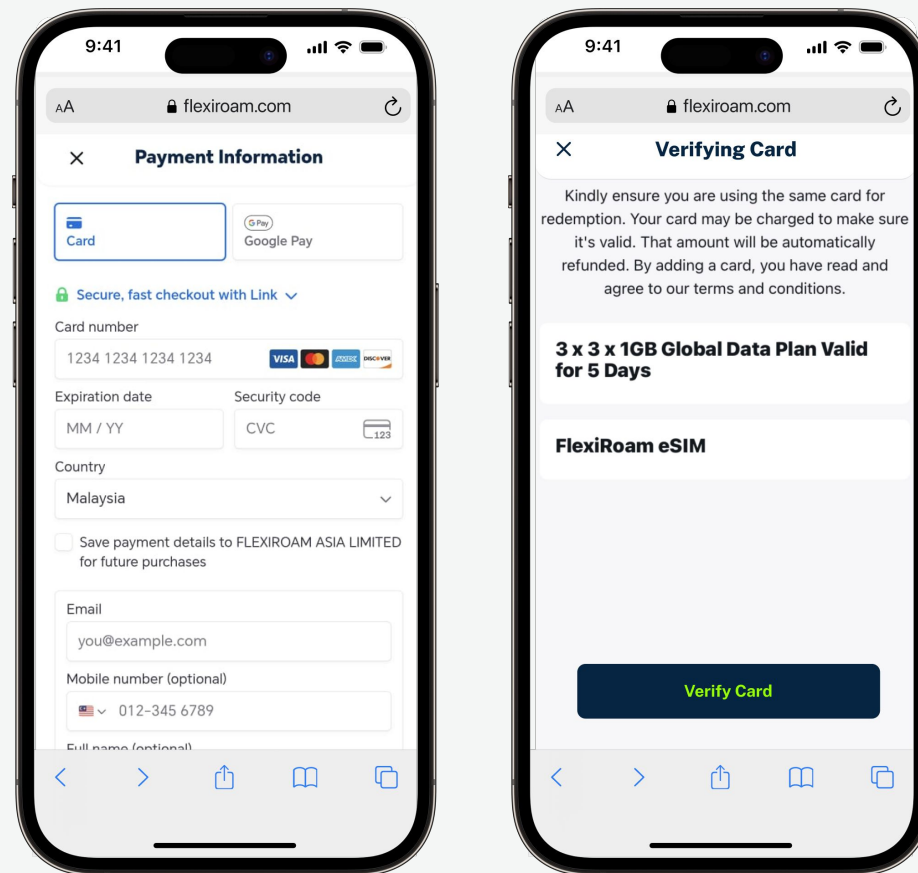 9:41
AA flexiroam.com
Payment Information
Card
G Pay
Google Pay
Secure, fast checkout with Link
Card number
1234 1234 1234 1234 VISA DISCOVER
Expiration date Security code
MM / YY CVC 123
Country
Malaysia
Save payment details to FLEXIROAM ASIA LIMITED
for future purchases
Email
you@example.com
Mobile number (optional)
012-345 6789
Full name (optional)
9:41
AA flexiroam.com
Verifying Card
Kindly ensure you are using the same card for
redemption. Your card may be charged to make sure
it's valid. That amount will be automatically
refunded. By adding a card, you have read and
agree to our terms and conditions.
3 x 3 x 1GB Global Data Plan Valid
for 5 Days
FlexiRoam eSIM
Verify Card